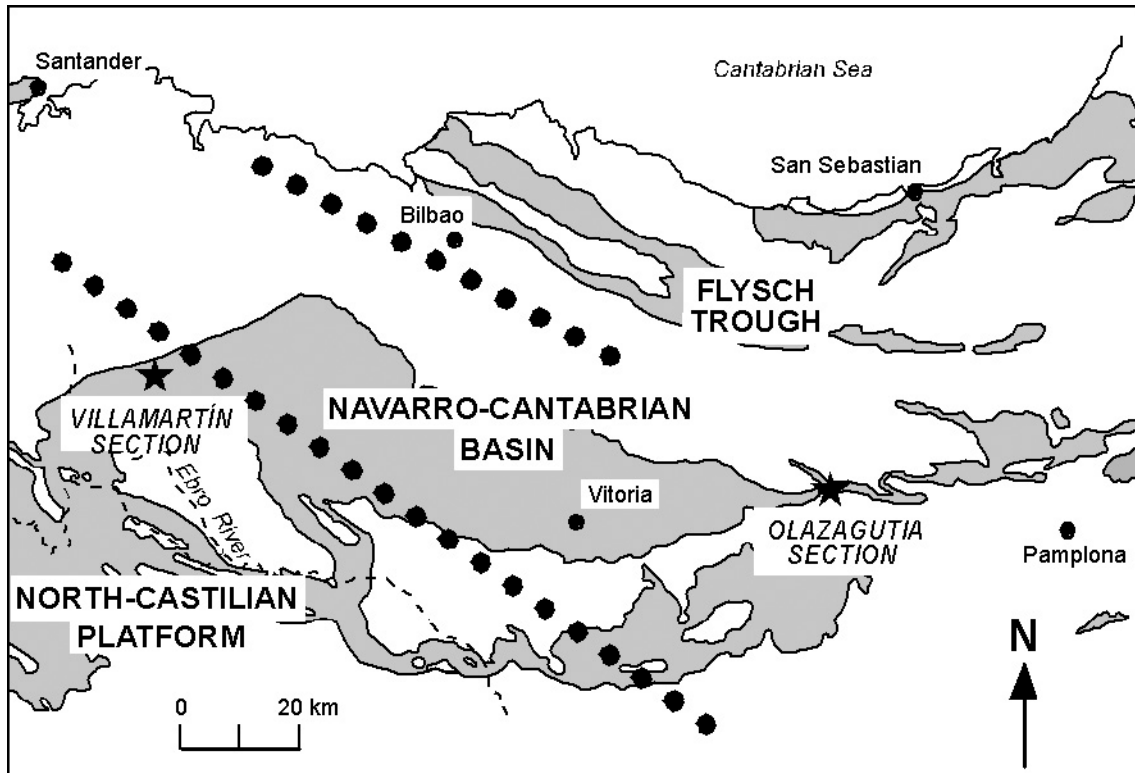 Santander
Cantabrian Sea
San Sebastian
Bilbao
FLYSCH
TROUGH
VILLAMARTÍN
SECTION
NAVARRO-CANTABRIAN
BASIN
Ebro River
Vitoria
OLAZAGUTIA
SECTION
Pamplona
NORTH-CASTILIAN
PLATFORM
N
0 20 km